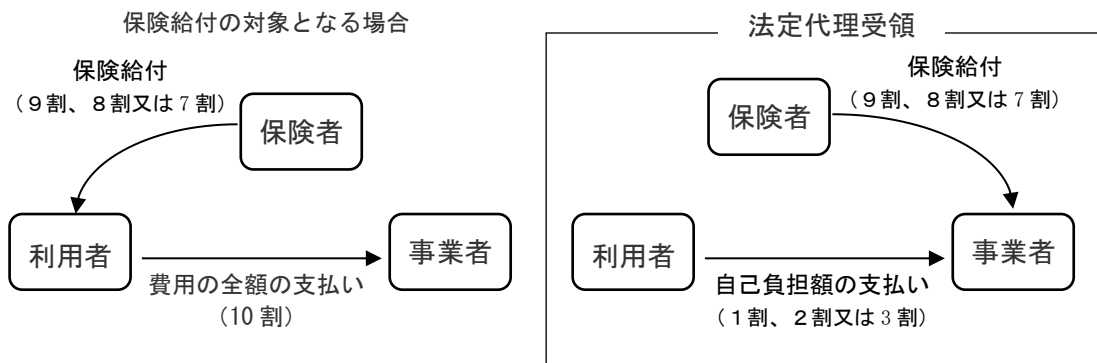 保険給付の対象となる場合
保険給付
（９割、８割又は７割）
保険者
利用者
事業者
費用の全額の支払い
（10 割）
法定代理受領
保険給付
（９割、８割又は７割）
保険者
利用者
事業者
自己負担額の支払い
（１割、２割又は３割）